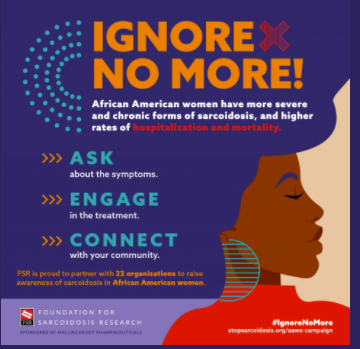 IGNORE
NO MORE!
African American women have more severe
and chronic forms of sarcoidosis, and higher
rates of hospitalization and mortality.
>>> ASK
about the symptoms.
>>> ENGAGE
in the treatment.
>>> CONNECT
with your community.
FSR is proud to partner with 22 organizations to raise
awareness of sarcoidosis in African American women.
FSR
FOUNDATION FOR
SARCOIDOSIS RESEARCH
SPONSORED BY MALLINCKRODT PHARMACEUTICALS
#IgnoreNoMore
stopsarcoidosis.org/aaws-campaign